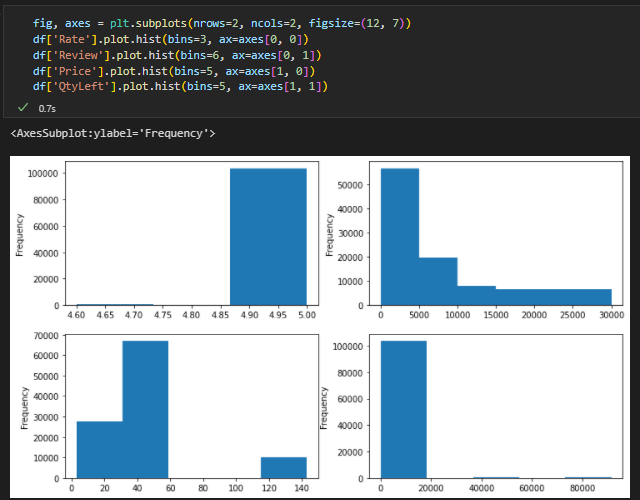 fig, axes = plt.subplots(nrows=2, ncols=2, figsize=(12, 7))
df['Rate'].plot.hist(bins=3, ax=axes[0, 0])
df['Review'].plot.hist(bins=6, ax=axes[0, 1])
df['Price'].plot.hist(bins=5, ax=axes[1, 0])
df['QtyLeft'].plot.hist(bins=5, ax=axes[1, 1])
0.7s
<AxesSubplot:ylabel='Frequency'>
100000
80000
60000
40000
20000
0
Frequency
4.60 4.65 4.70 4.75 4.80 4.85 4.90 4.95 5.00
50000
40000
30000
20000
10000
0
Frequency
0 5000 10000 15000 20000 25000 30000
70000
60000
50000
40000
30000
20000
10000
0
Frequency
0 20 40 60 80 100 120 140
100000
80000
60000
40000
20000
0
Frequency
0 20000 40000 60000 80000